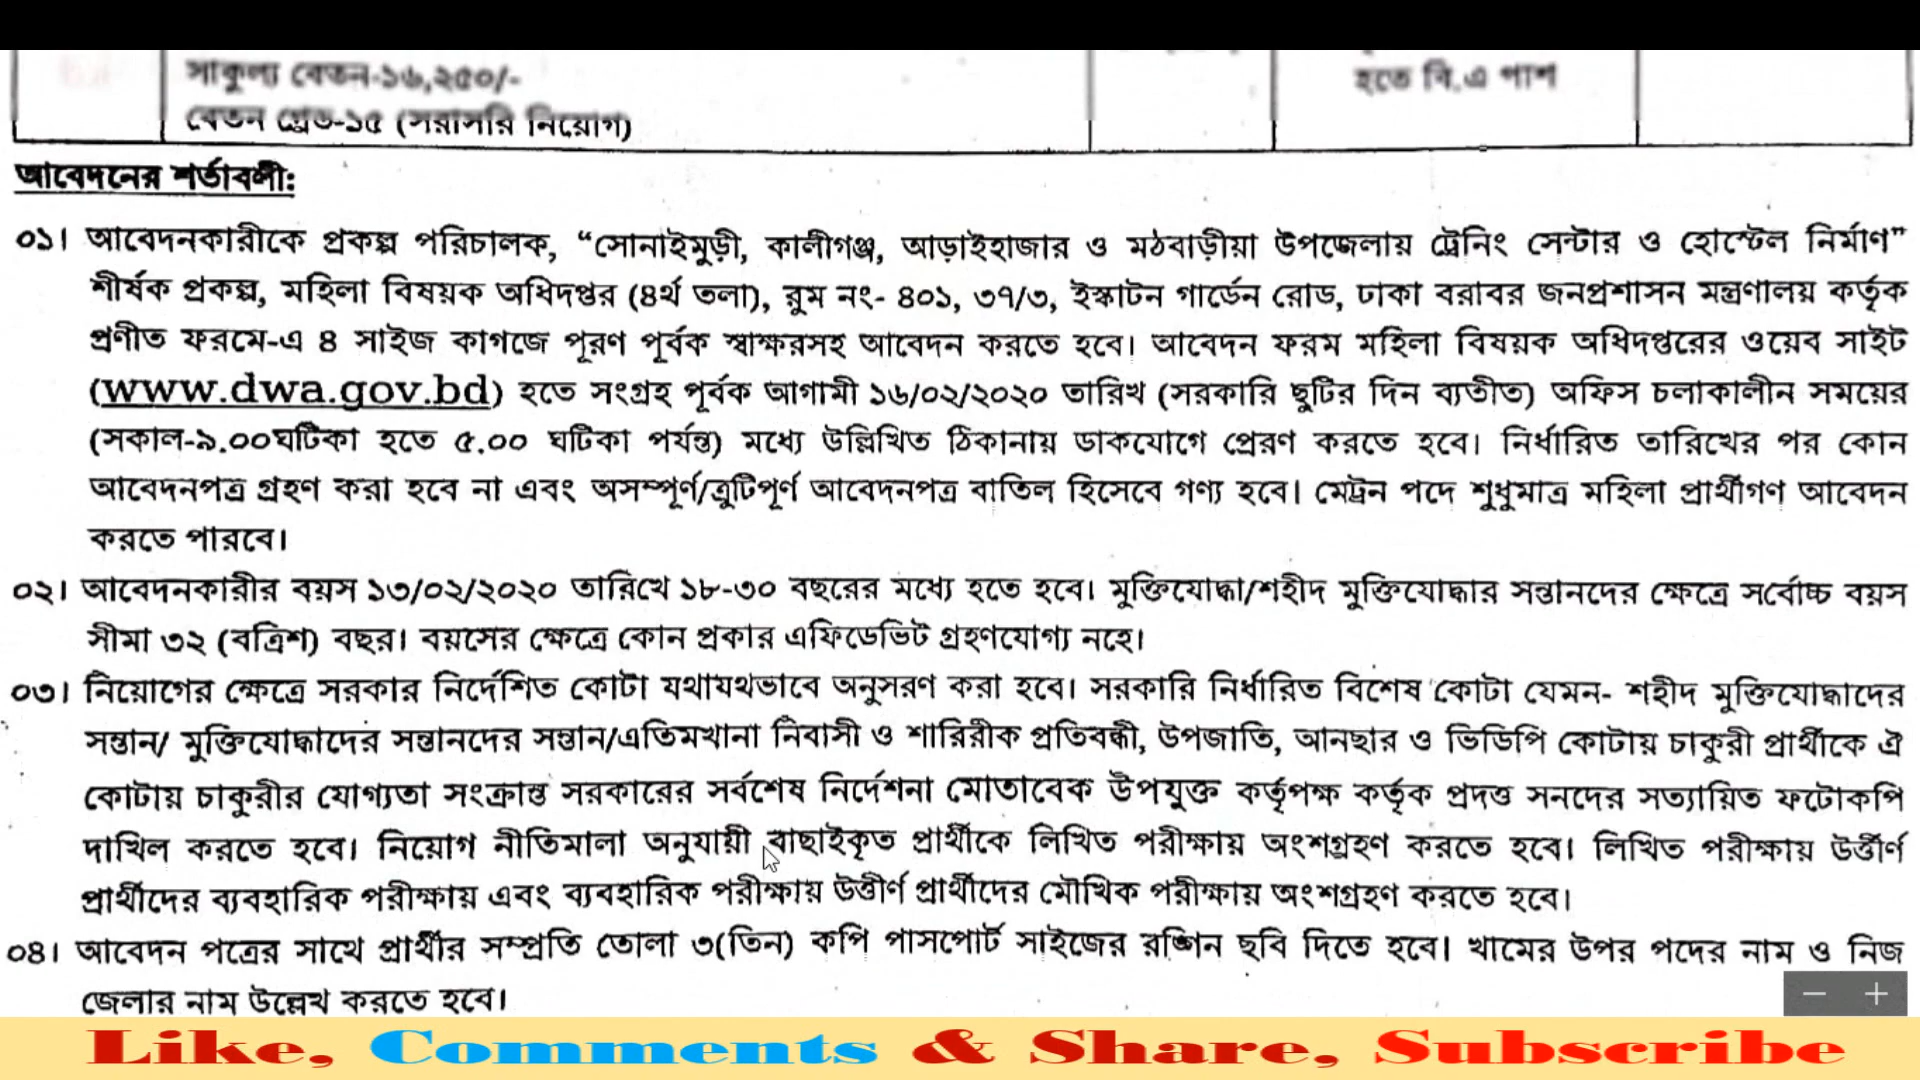 সাকুল্য বেতন-১৬,২৫০/-
হতে বি.এ পাশ
বেতন গ্রেড-১৫ (সরাসরি নিয়োগ)
আবেদনের শর্তাবলী:
০১। আবেদনকারীকে প্রকল্প পরিচালক, “সোনাইমুড়ী, কালীগঞ্জ, আড়াইহাজার ও মঠবাড়ীয়া উপজেলায় ট্রেনিং সেন্টার ও হোস্টেল নির্মাণ”
শীর্ষক প্রকল্প, মহিলা বিষয়ক অধিদপ্তর (৪র্থ তলা), রুম নং- ৪০১, ৩৭/৩, ইস্কাটন গার্ডেন রোড, ঢাকা বরাবর জনপ্রশাসন মন্ত্রণালয় কর্তৃক
প্রণীত ফরমে-এ ৪ সাইজ কাগজে পূরণ পূর্বক স্বাক্ষরসহ আবেদন করতে হবে। আবেদন ফরম মহিলা বিষয়ক অধিদপ্তরের ওয়েব সাইট
(www.dwa.gov.bd) হতে সংগ্রহ পূর্বক আগামী ১৬/০২/২০২০ তারিখ (সরকারি ছুটির দিন ব্যতীত) অফিস চলাকালীন সময়ের
(সকাল-৯.০০ঘটিকা হতে ৫.০০ ঘটিকা পর্যন্ত) মধ্যে উল্লিখিত ঠিকানায় ডাকযোগে প্রেরণ করতে হবে। নির্ধারিত তারিখের পর কোন
আবেদনপত্র গ্রহণ করা হবে না এবং অসম্পূর্ণ/ত্রুটিপূর্ণ আবেদনপত্র বাতিল হিসেবে গণ্য হবে। মেট্রন পদে শুধুমাত্র মহিলা প্রার্থীগণ আবেদন
করতে পারবে।
০২। আবেদনকারীর বয়স ১৩/০২/২০২০ তারিখে ১৮-৩০ বছরের মধ্যে হতে হবে। মুক্তিযোদ্ধা/শহীদ মুক্তিযোদ্ধার সন্তানদের ক্ষেত্রে সর্বোচ্চ বয়স
সীমা ৩২ (বত্রিশ) বছর। বয়সের ক্ষেত্রে কোন প্রকার এফিডেভিট গ্রহণযোগ্য নহে।
০৩। নিয়োগের ক্ষেত্রে সরকার নির্দেশিত কোটা যথাযথভাবে অনুসরণ করা হবে। সরকারি নির্ধারিত বিশেষ কোটা যেমন- শহীদ মুক্তিযোদ্ধাদের
সন্তান/ মুক্তিযোদ্ধাদের সন্তানদের সন্তান/এতিমখানা নিবাসী ও শারিরীক প্রতিবন্ধী, উপজাতি, আনছার ও ভিডিপি কোটায় চাকুরী প্রার্থীকে ঐ
কোটায় চাকুরীর যোগ্যতা সংক্রান্ত সরকারের সর্বশেষ নির্দেশনা মোতাবেক উপযুক্ত কর্তৃপক্ষ কর্তৃক প্রদত্ত সনদের সত্যায়িত ফটোকপি
দাখিল করতে হবে। নিয়োগ নীতিমালা অনুযায়ী বাছাইকৃত প্রার্থীকে লিখিত পরীক্ষায় অংশগ্রহণ করতে হবে। লিখিত পরীক্ষায় উর্ত্তীর্ণ
প্রার্থীদের ব্যবহারিক পরীক্ষায় এবং ব্যবহারিক পরীক্ষায় উত্তীর্ণ প্রার্থীদের মৌখিক পরীক্ষায় অংশগ্রহণ করতে হবে।
০৪। আবেদন পত্রের সাথে প্রার্থীর সম্প্রতি তোলা ৩(তিন) কপি পাসপোর্ট সাইজের রঙ্গিন ছবি দিতে হবে। খামের উপর পদের নাম ও নিজ
জেলার নাম উল্লেখ করতে হবে।
Like, Comments & Share, Subscribe